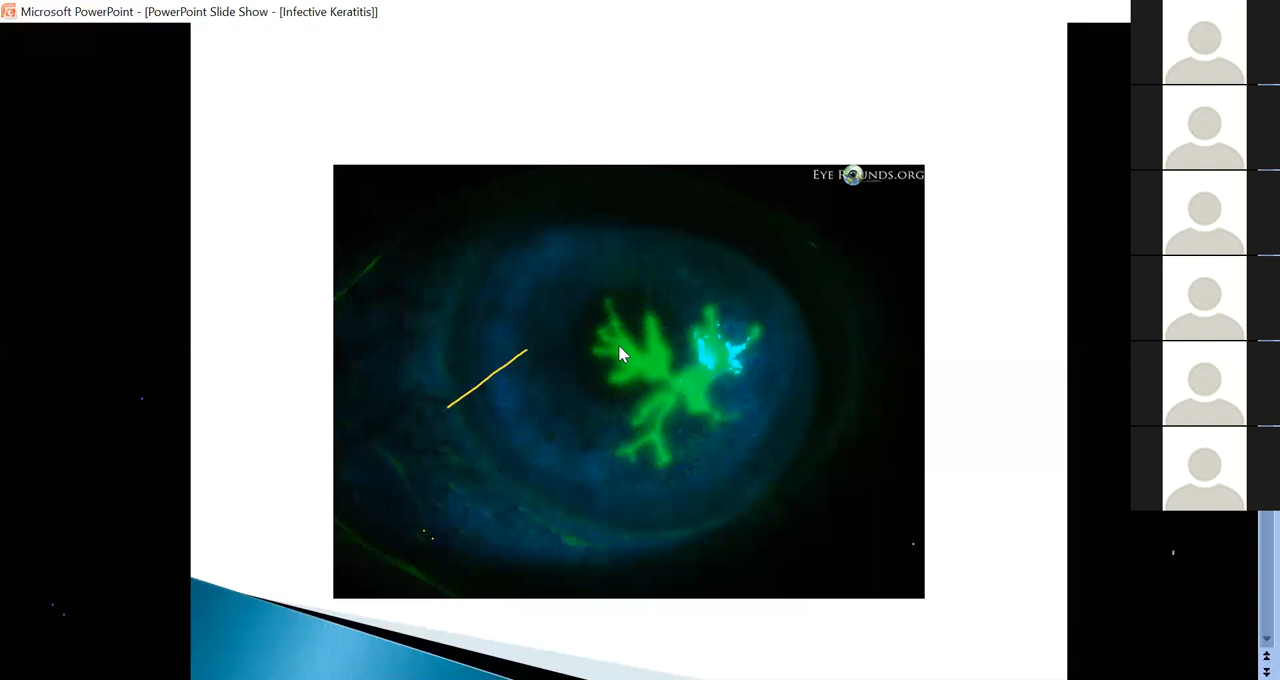 Microsoft PowerPoint - [PowerPoint Slide Show - [Infective Keratitis]]
EYE ROUNDS.ORG